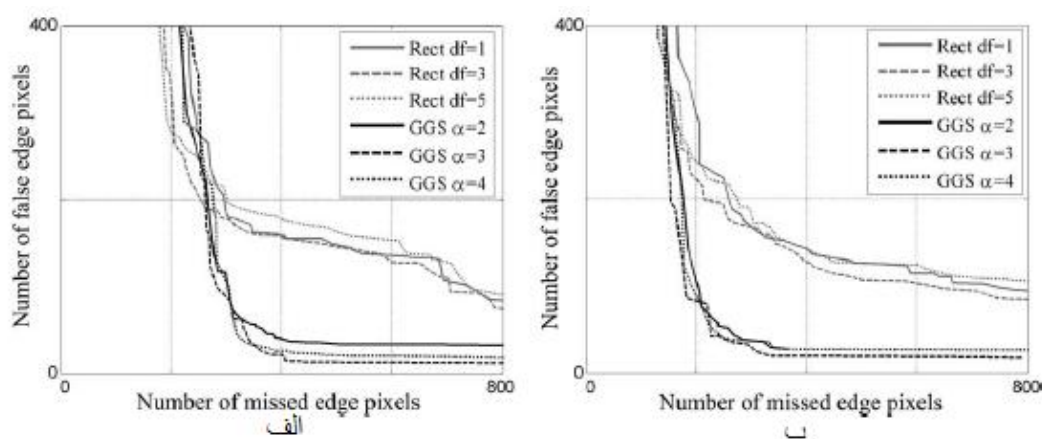 400
Number of false edge pixels
Rect df=1
Rect df=3
Rect df=5
GGS α=2
GGS α=3
GGS α=4
0
0
400
800
Number of missed edge pixels
الف
400
Number of false edge pixels
Rect df=1
Rect df=3
Rect df=5
GGS α=2
GGS α=3
GGS α=4
0
0
400
8000
Number of missed edge pixels
ب